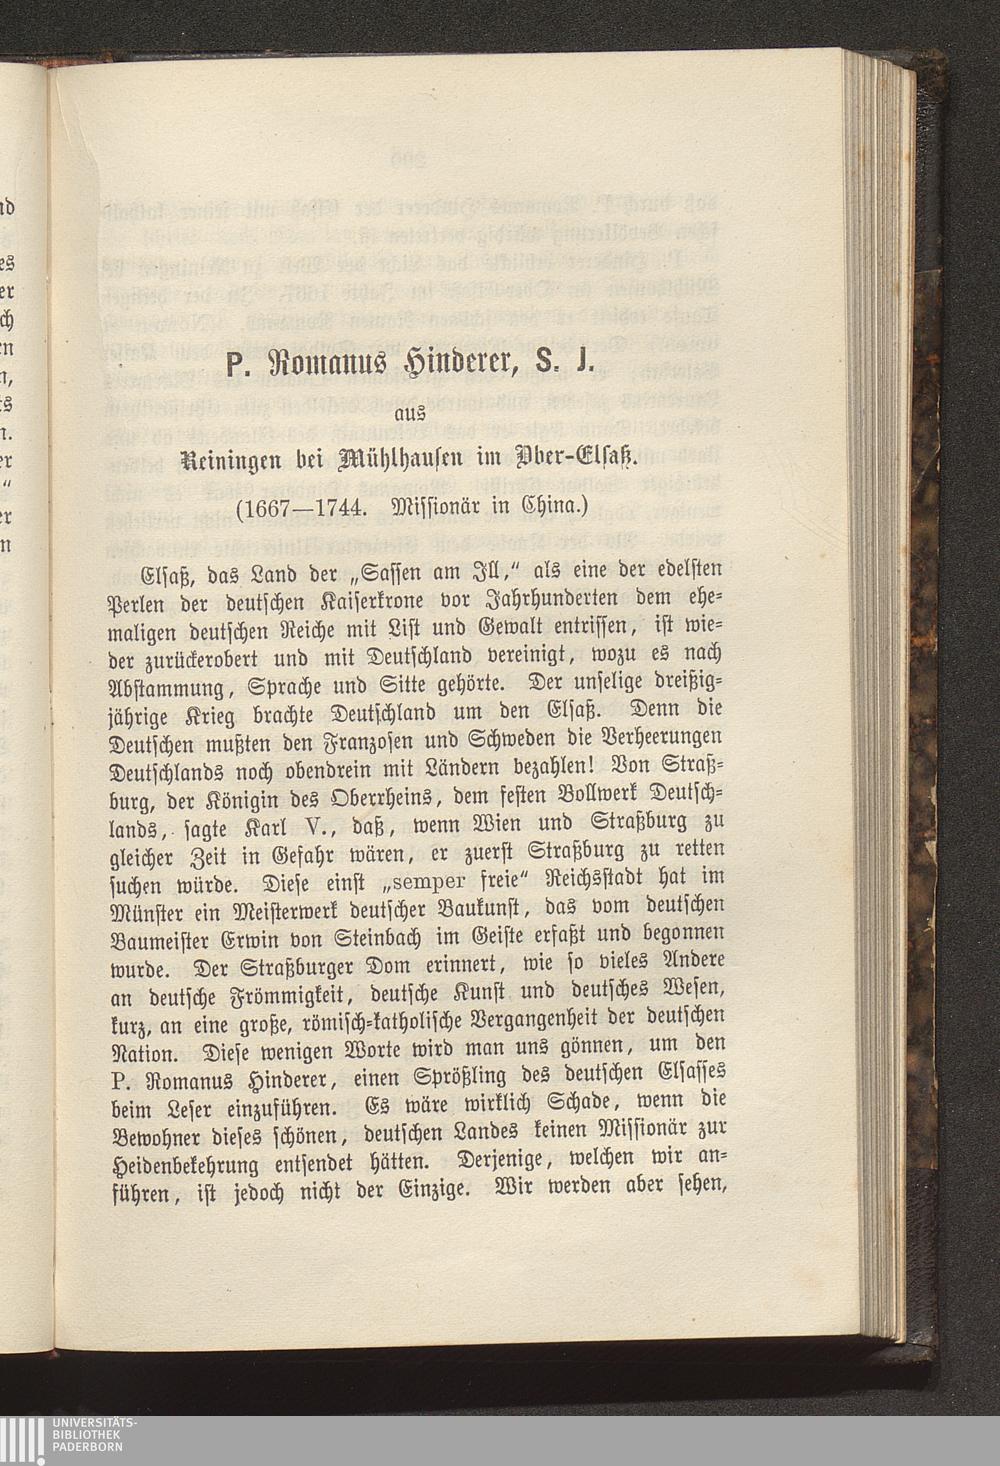 P. Romanus Hinderer, S. J.
aus
Reiningen bei Mühlhausen im Ober-Elsaß.
(1667—1744. Missionär in China.)
Elsaß, das Land der „Sassen am Ill,“ als eine der edelsten
Perlen der deutschen Kaiserkrone vor Jahrhunderten dem ehe-
maligen deutschen Reiche mit List und Gewalt entrissen, ist wie-
der zurückerobert und mit Deutschland vereinigt, wozu es nach
Abstammung, Sprache und Sitte gehörte. Der unselige dreißig-
jährige Krieg brachte Deutschland um den Elsaß. Denn die
Deutschen mußten den Franzosen und Schweden die Verheerungen
Deutschlands noch obendrein mit Ländern bezahlen! Von Straß-
burg, der Königin des Oberrheins, dem festen Bollwerk Deutsch-
lands, sagte Karl V., daß, wenn Wien und Straßburg zu
gleicher Zeit in Gefahr wären, er zuerst Straßburg zu retten
suchen würde. Diese einst „semper freie“ Reichsstadt hat im
Münster ein Meisterwerk deutscher Baukunst, das vom deutschen
Baumeister Erwin von Steinbach im Geiste erfaßt und begonnen
wurde. Der Straßburger Dom erinnert, wie so vieles Andere
an deutsche Frömmigkeit, deutsche Kunst und deutsches Wesen,
kurz, an eine große, römisch-katholische Vergangenheit der deutschen
Nation. Diese wenigen Worte wird man uns gönnen, um den
P. Romanus Hinderer, einen Sprößling des deutschen Elsasses
beim Leser einzuführen. Es wäre wirklich Schade, wenn die
Bewohner dieses schönen, deutschen Landes keinen Missionär zur
Heidenbekehrung entsendet hätten. Derjenige, welchen wir an-
führen, ist jedoch nicht der Einzige. Wir werden aber sehen,
UNIVERSITÄTS-
BIBLIOTHEK
PADERBORN